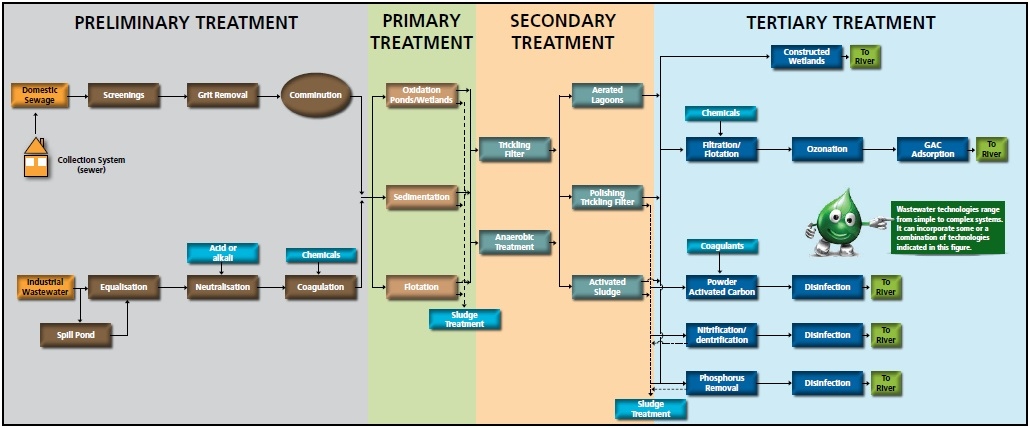 PRELIMINARY TREATMENT
PRIMARY
TREATMENT
SECONDARY
TREATMENT
TERTIARY TREATMENT
Domestic
Sewage
Screenings
Grit Removal
Comminution
Collection System
(sewer)
Industrial
Wastewater
Equalisation
Spill Pond
Acid or
alkali
Neutralisation
Chemicals
Coagulation
Oxidation
Ponds/Wetlands
Sedimentation
Flotation
Sludge
Treatment
Trickling
Filter
Anaerobic
Treatment
Aerated
Lagoons
Polishing
Trickling Filter
Activated
Sludge
Sludge
Treatment
Constructed
Wetlands
To
River
Chemicals
Filtration/
Flotation
Ozonation
GAC
Adsorption
To
River
Wastewater technologies range
from simple to complex systems.
It can incorporate some or a
combination of technologies
indicated in this figure.
Coagulants
Powder
Activated Carbon
Disinfection
To
River
Nitrification/
dentrification
Disinfection
To
River
Phosphorus
Removal
Disinfection
To
River